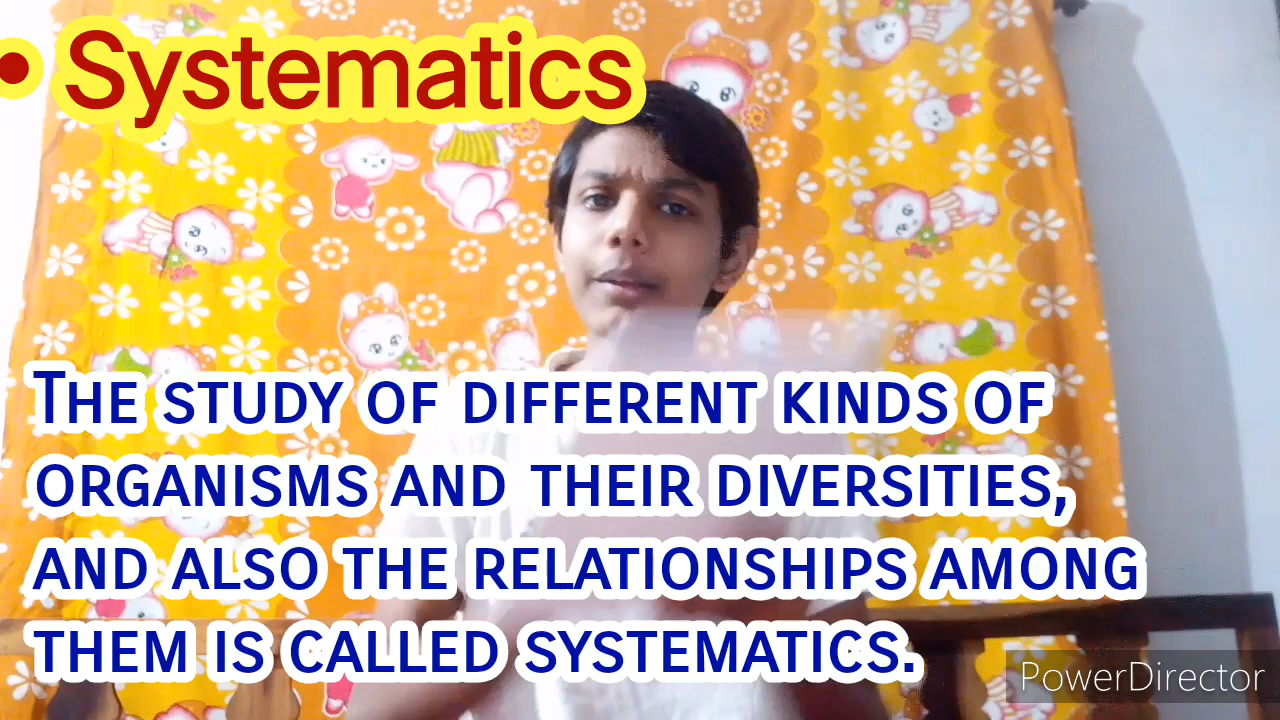 • Systematics
The study of different kinds of
organisms and their diversities,
and also the relationships among
them is called systematics.
PowerDirector